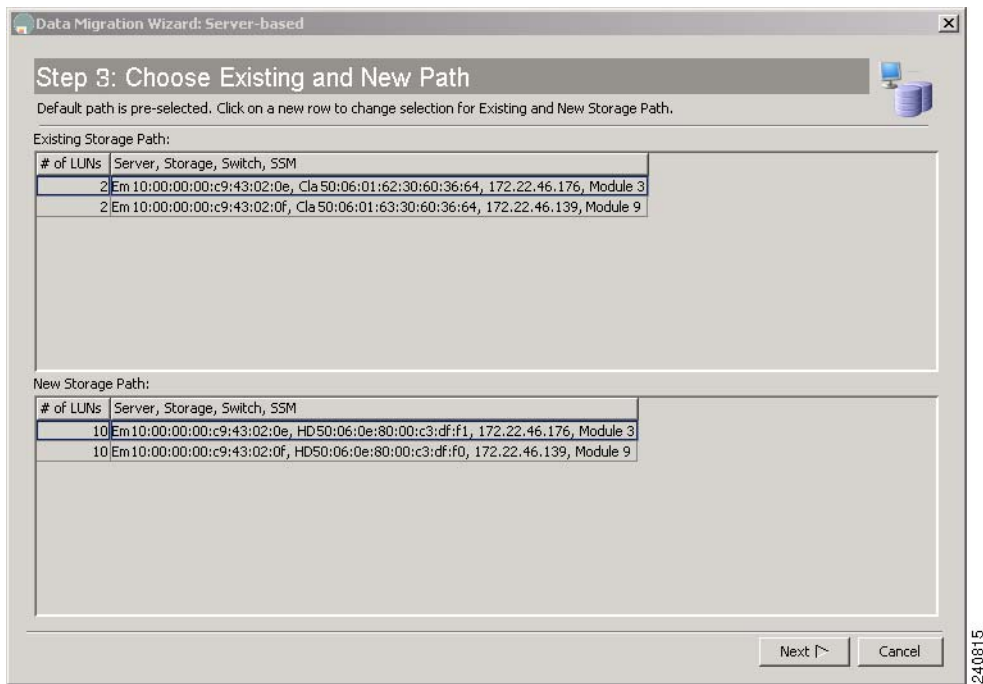 Data Migration Wizard: Server-based
Step 3: Choose Existing and New Path
Default path is pre-selected. Click on a new row to change selection for Existing and New Storage Path.
Existing Storage Path:
# of LUNs Server, Storage, Switch, SSM
2 Em 10:00:00:00:c9:43:02:0e, Cla 50:06:01:62:30:60:36:64, 172.22.46.176, Module 3
2 Em 10:00:00:00:c9:43:02:0f, Cla 50:06:01:63:30:60:36:64, 172.22.46.139, Module 9
New Storage Path:
# of LUNs Server, Storage, Switch, SSM
10 Em10:00:00:00:c9:43:02:0e, HD50:06:0e:80:00:c3:df:f1, 172.22.46.176, Module 3
10 Em10:00:00:00:c9:43:02:0f, HD50:06:0e:80:00:c3:df:f0, 172.22.46.139, Module 9
Next Cancel
240815